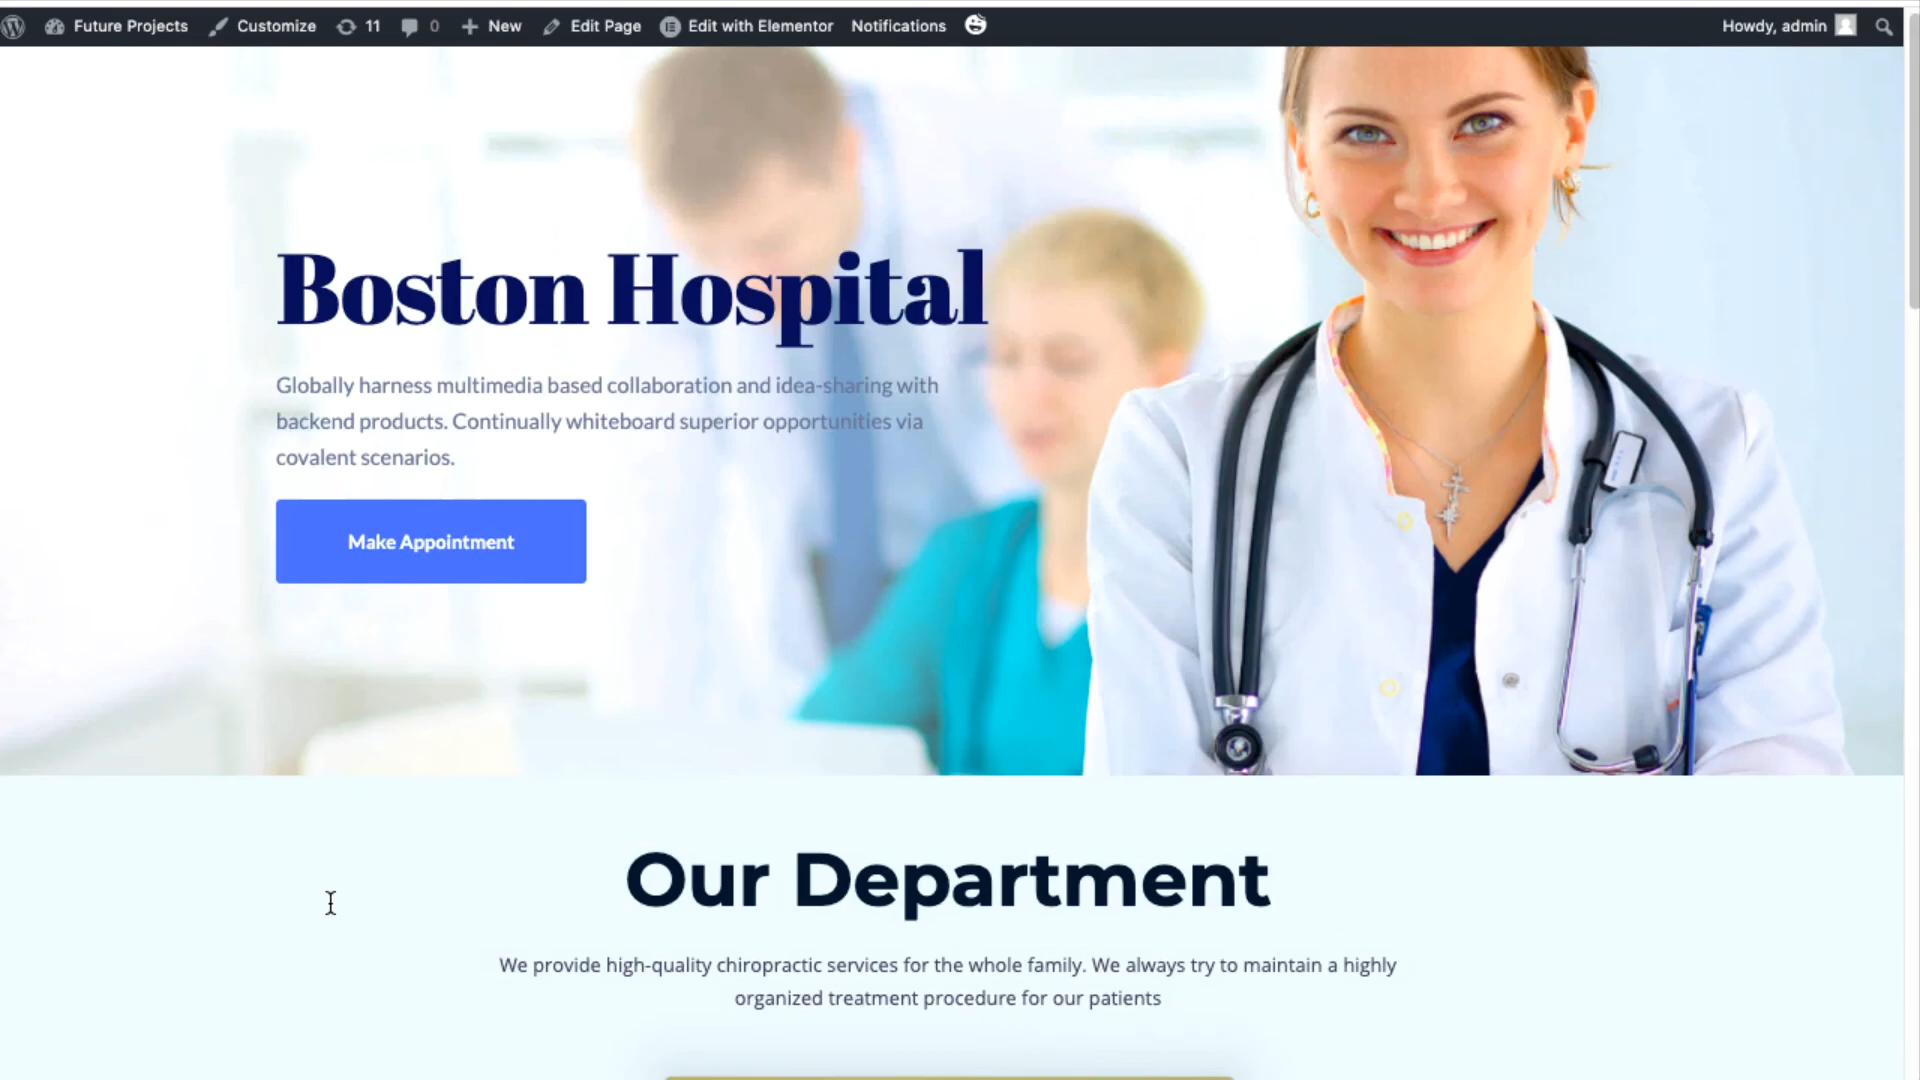 Future Projects Customize 11 0 New Edit Page Edit with Elementor Notifications Howdy, admin
Boston Hospital
Globally harness multimedia based collaboration and idea-sharing with
backend products. Continually whiteboard superior opportunities via
covalent scenarios.
Make Appointment
Our Department
We provide high-quality chiropractic services for the whole family. We always try to maintain a highly
organized treatment procedure for our patients